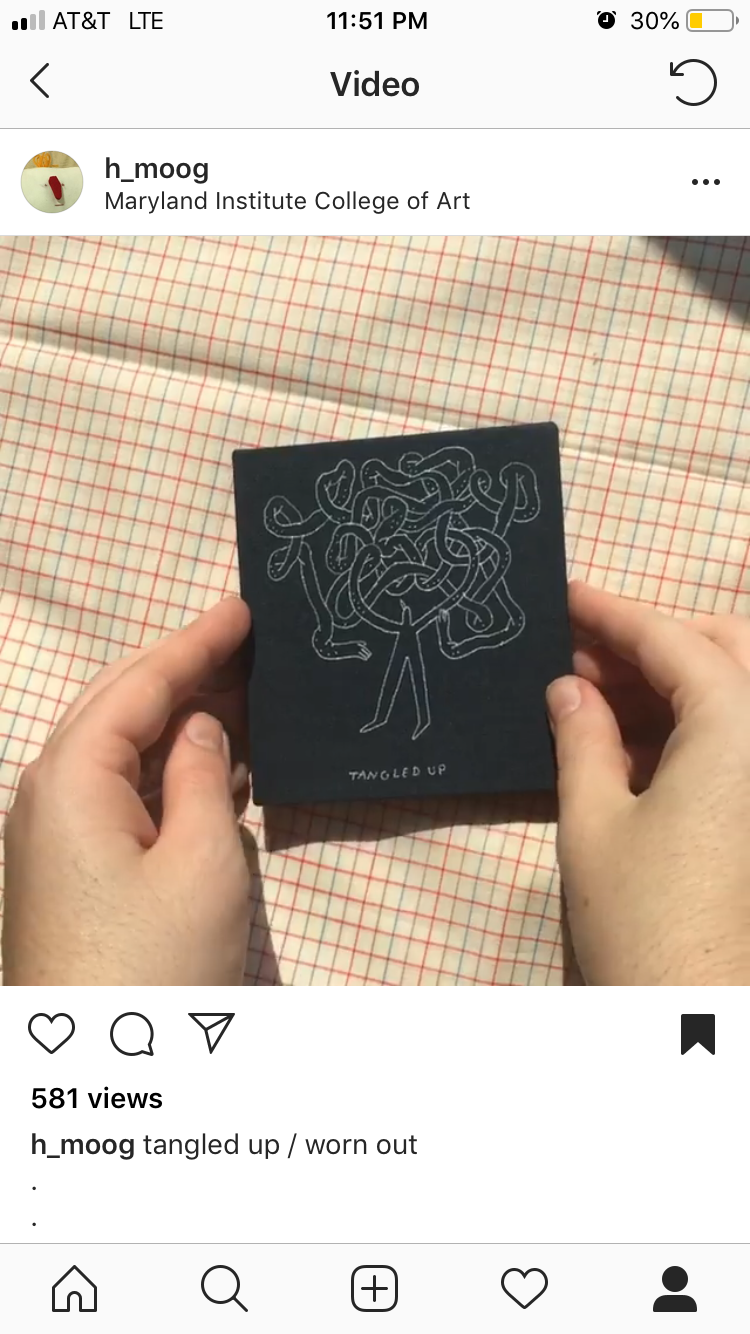 AT&T LTE 11:51 PM 30%
Video
h_moog
Maryland Institute College of Art
TANGLED UP
581 views
h_moog tangled up / worn out
.
.